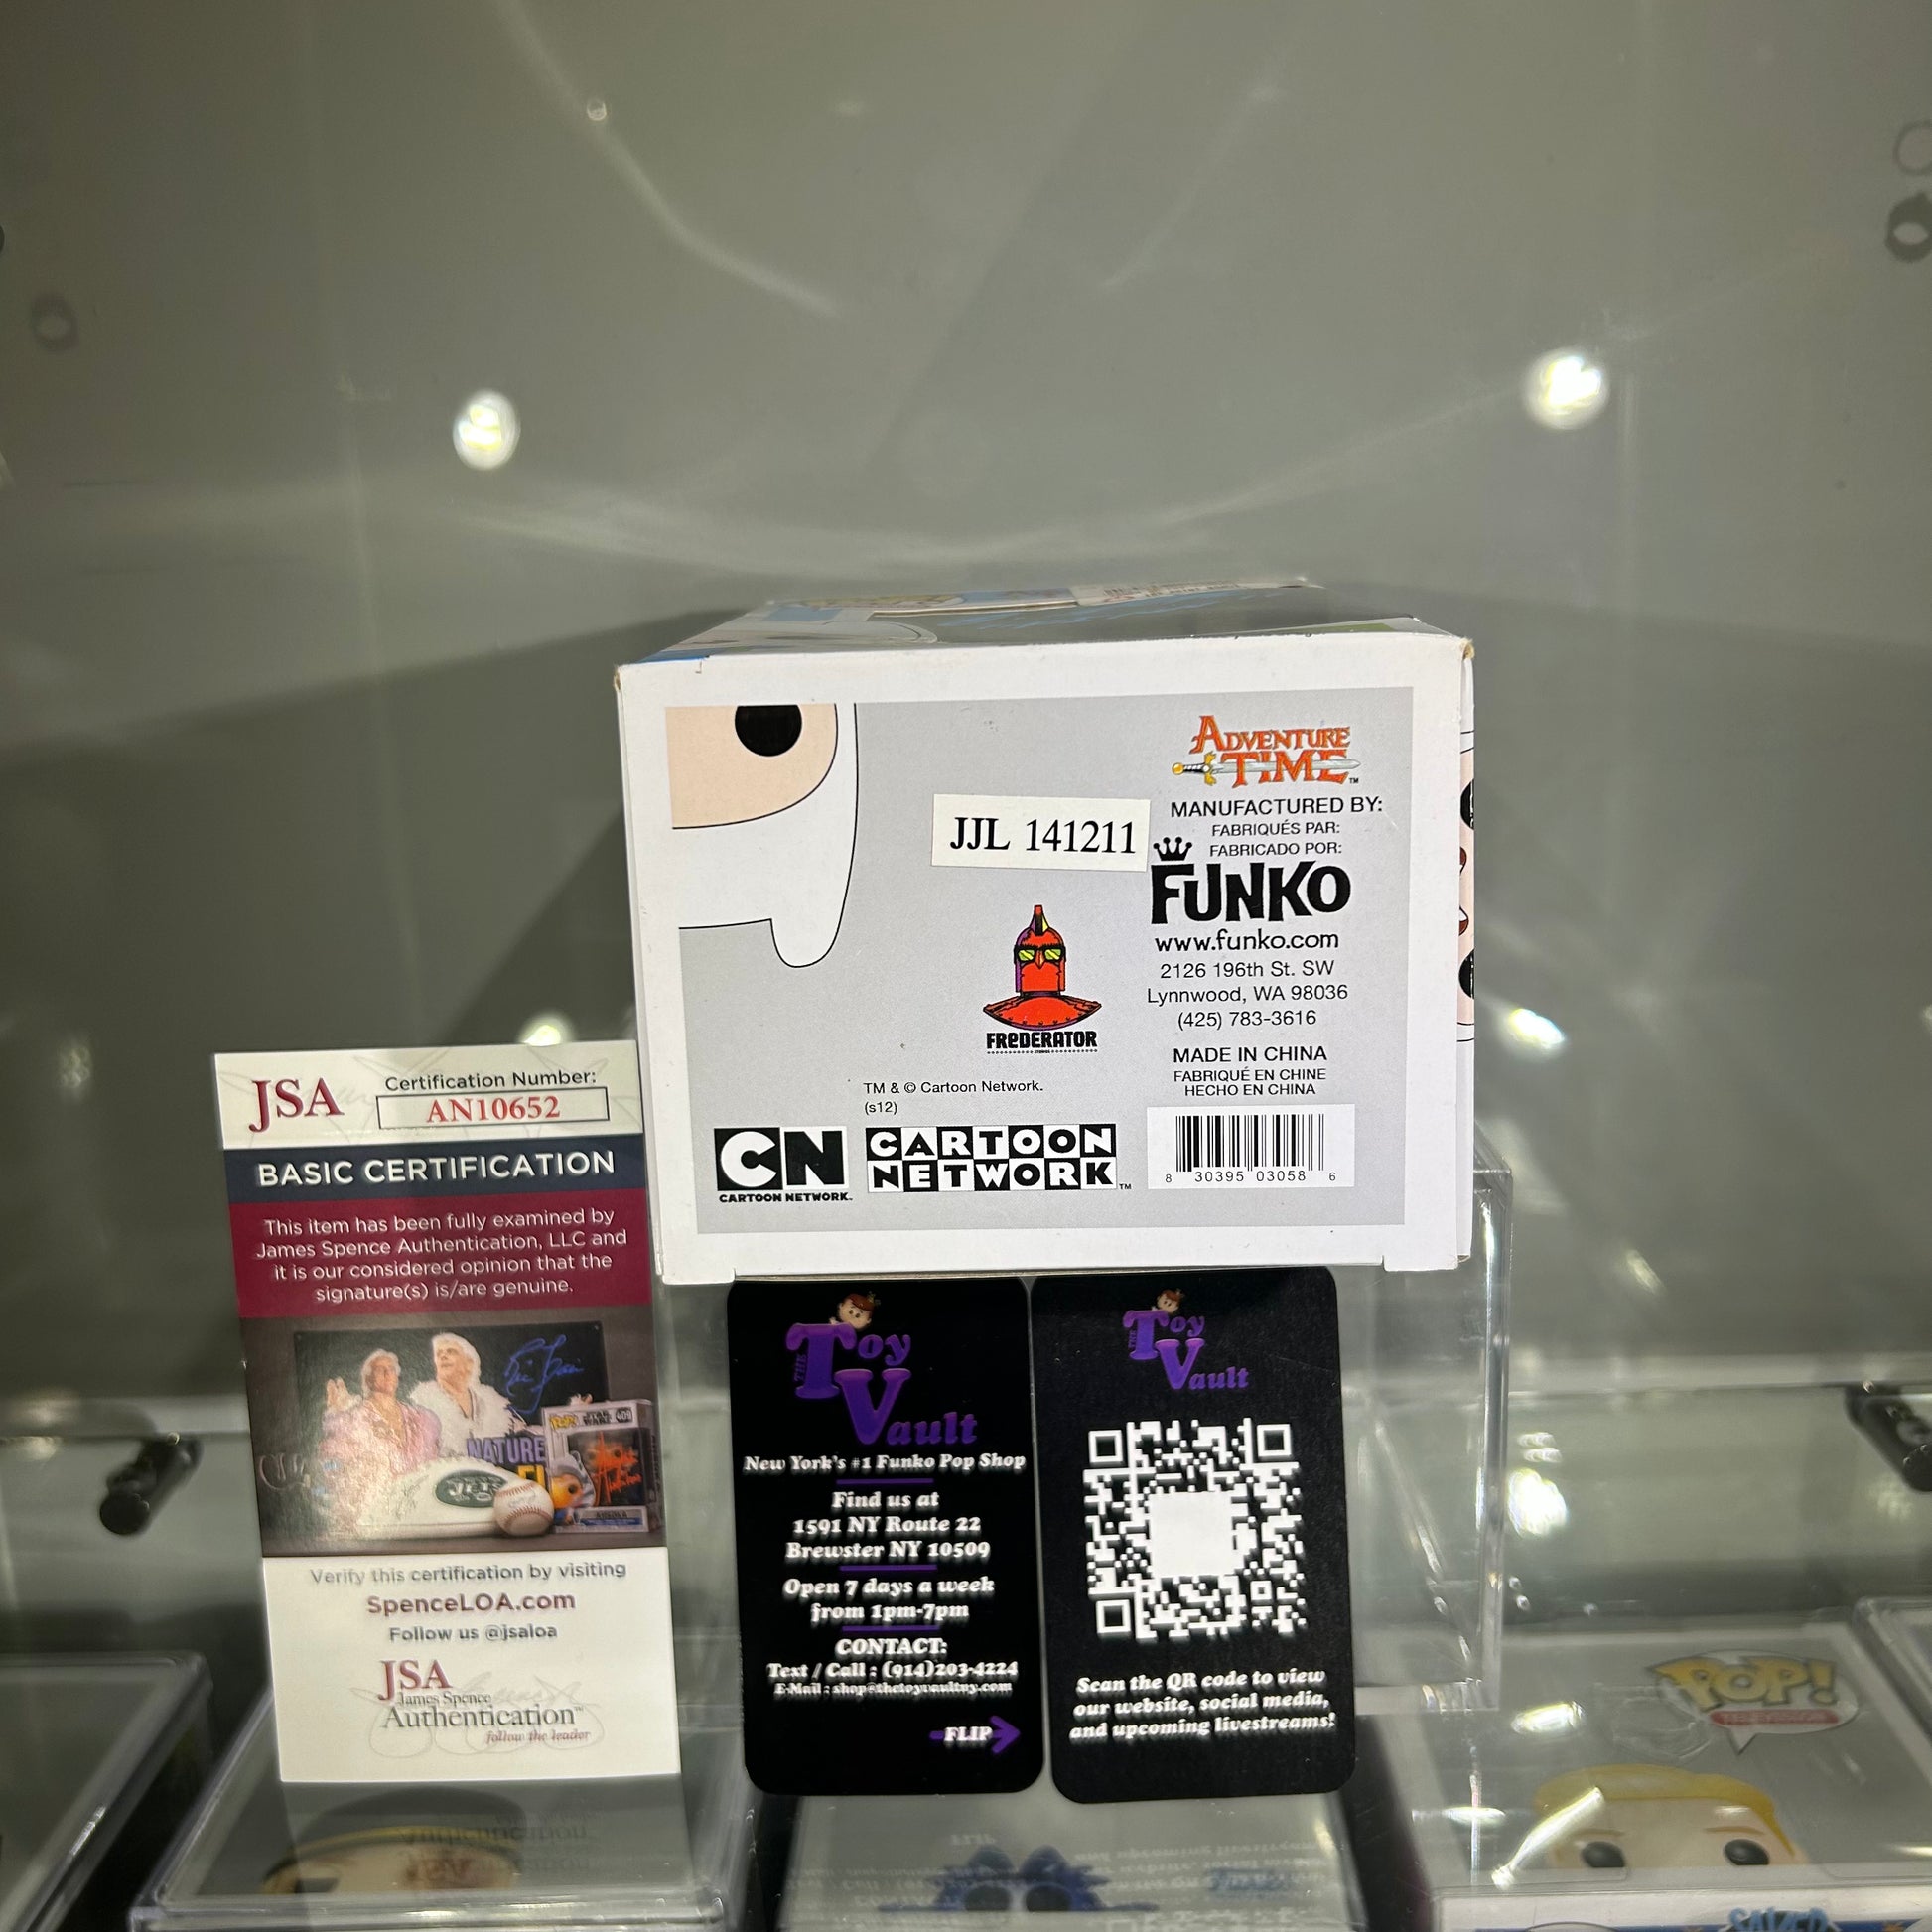 ADVENTURE
TIME™
MANUFACTURED BY:
FABRIQUÉS PAR:
FABRICADO POR:
JJL 141211
FUNKO
www.funko.com
2126 196th St. SW
Lynnwood, WA 98036
(425) 783-3616
FREDERATOR
MADE IN CHINA
FABRIQUÉ EN CHINE
HECHO EN CHINA
TM & © Cartoon Network.
(s12)
CN
CARTOON NETWORK.
CARTOON
NETWORK™
8 30395 03058 6
JSA
Certification Number:
AN10652
BASIC CERTIFICATION
This item has been fully examined by
James Spence Authentication, LLC and
it is our considered opinion that the
signature(s) is/are genuine.
NATURE
JETS
Verify this certification by visiting
SpenceLOA.com
Follow us @jsaloa
JSA
James Spence
Authentication™
follow the leader
THE
Toy
Vault
New York's #1 Funko Pop Shop
Find us at
1591 NY Route 22
Brewster NY 10509
Open 7 days a week
from 1pm-7pm
CONTACT:
Text / Call : (914)203-4224
E-Mail : shop@thetoyvaultny.com
FLIP
THE
Toy
Vault
Scan the QR code to view
our website, social media,
and upcoming livestreams!
POP!